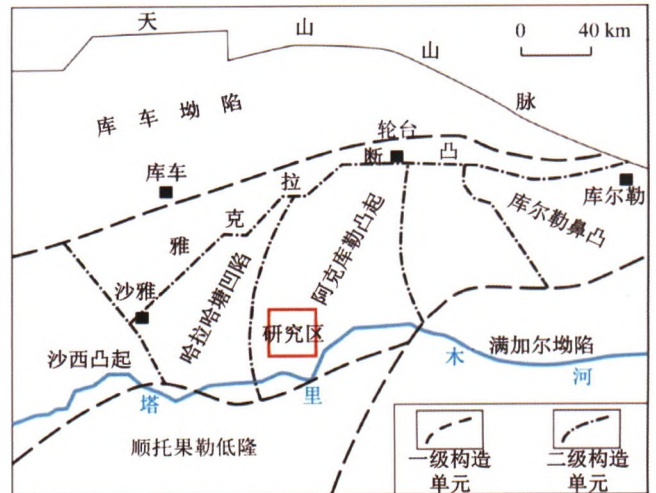 天山山脉
0 40 km
库车坳陷
轮台
断凸
库车
拉
克
雅
库尔勒
库尔勒鼻凸
阿克库勒凸起
哈拉哈塘凹陷
沙雅
研究区
沙西凸起
满加尔坳陷
塔里木河
顺托果勒低隆
一级构造
单元
二级构造
单元